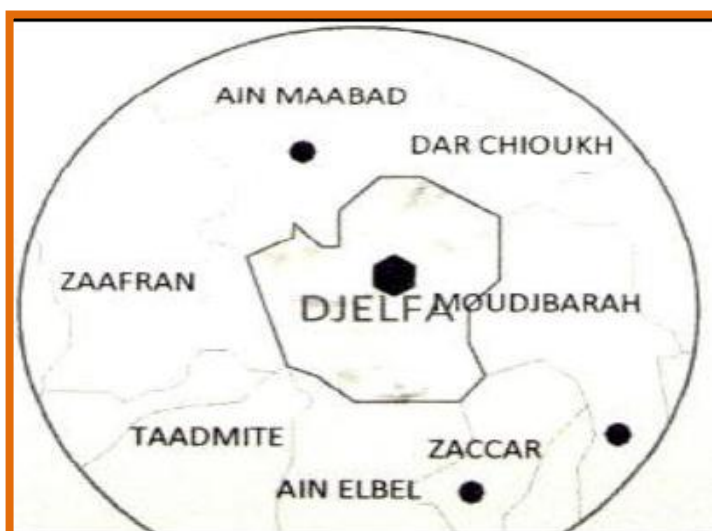 AIN MAABAD
DAR CHIOUKH
ZAAFRAN
DJELFA
MOUDJBARAH
TAADMITE
ZACCAR
AIN ELBEL